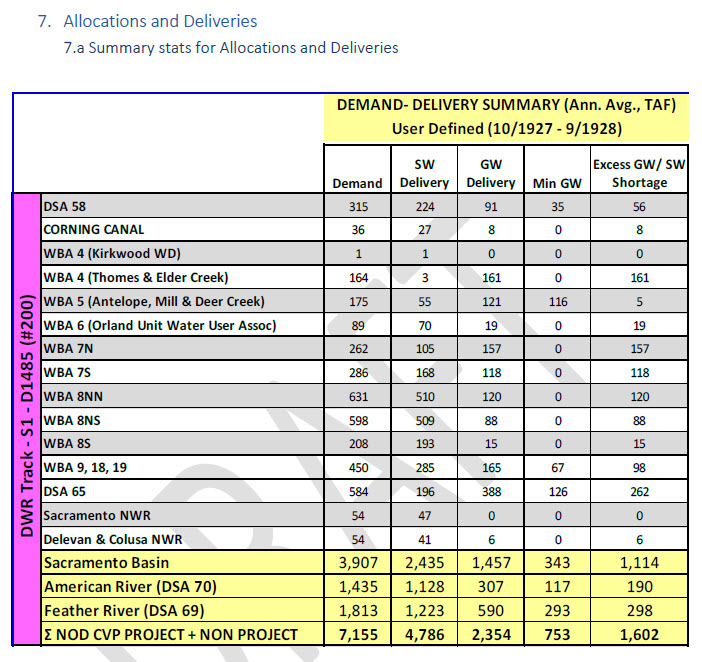 7. Allocations and Deliveries
7.a Summary stats for Allocations and Deliveries
DEMAND- DELIVERY SUMMARY (Ann. Avg., TAF)
User Defined (10/1927 - 9/1928)
Demand SW Delivery GW Delivery Min GW Excess GW/ SW Shortage
DWR Track - S1 - D1485 (#200)
DSA 58 315 224 91 35 56
CORNING CANAL 36 27 8 0 8
WBA 4 (Kirkwood WD) 1 1 0 0 0
WBA 4 (Thomes & Elder Creek) 164 3 161 0 161
WBA 5 (Antelope, Mill & Deer Creek) 175 55 121 116 5
WBA 6 (Orland Unit Water User Assoc) 89 70 19 0 19
WBA 7N 262 105 157 0 157
WBA 7S 286 168 118 0 118
WBA 8NN 631 510 120 0 120
WBA 8NS 598 509 88 0 88
WBA 8S 208 193 15 0 15
WBA 9, 18, 19 450 285 165 67 98
DSA 65 584 196 388 126 262
Sacramento NWR 54 47 0 0 0
Delevan & Colusa NWR 54 41 6 0 6
Sacramento Basin 3,907 2,435 1,457 343 1,114
American River (DSA 70) 1,435 1,128 307 117 190
Feather River (DSA 69) 1,813 1,223 590 293 298
Σ NOD CVP PROJECT + NON PROJECT 7,155 4,786 2,354 753 1,602
DRAFT